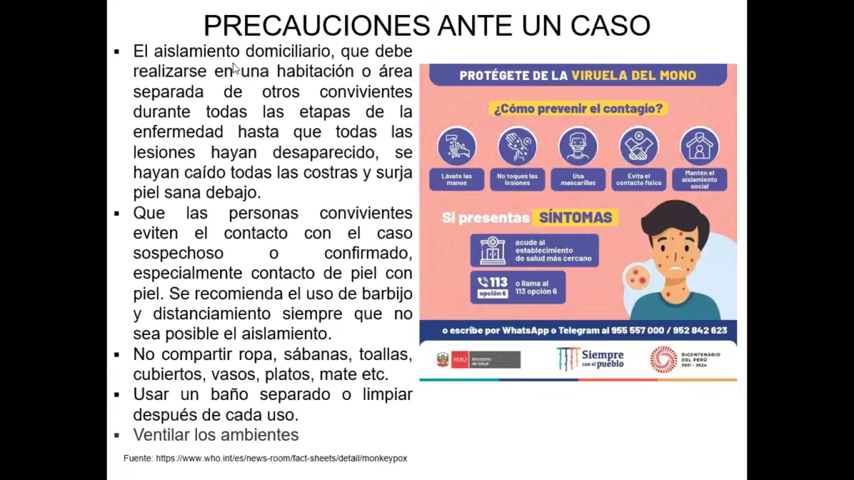 PRECAUCIONES ANTE UN CASO
▪ El aislamiento domiciliario, que debe
realizarse en una habitación o área
separada de otros convivientes
durante todas las etapas de la
enfermedad hasta que todas las
lesiones hayan desaparecido, se
hayan caído todas las costras y surja
piel sana debajo.
▪ Que las personas convivientes
eviten el contacto con el caso
sospechoso o confirmado,
especialmente contacto de piel con
piel. Se recomienda el uso de barbijo
y distanciamiento siempre que no
sea posible el aislamiento.
▪ No compartir ropa, sábanas, toallas,
cubiertos, vasos, platos, mate etc.
▪ Usar un baño separado o limpiar
después de cada uso.
▪ Ventilar los ambientes
Fuente: https://www.who.int/es/news-room/fact-sheets/detail/monkeypox
PROTÉGETE DE LA VIRUELA DEL MONO
¿Cómo prevenir el contagio?
Lávate las
manos
No toques las
lesiones
Usa
mascarillas
Evita el
contacto físico
Mantén el
aislamiento
social
Si presentas SÍNTOMAS
acude al
establecimiento
de salud más cercano
113
opción 6
o llama al
113 opción 6
o escribe por WhatsApp o Telegram al 955 557 000 / 952 842 623
PERÚ
Ministerio
de Salud
Siempre
con el pueblo
BICENTENARIO
DEL PERÚ
2021 - 2024